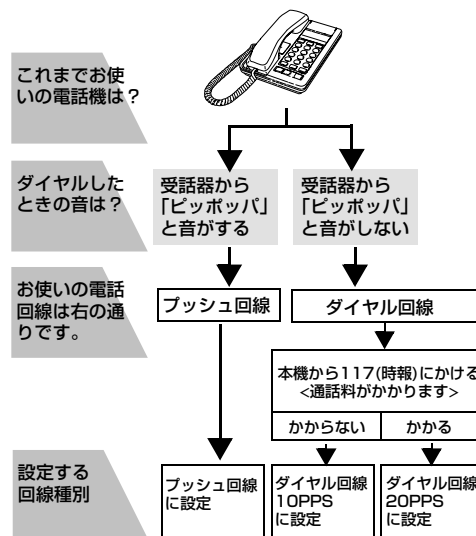 これまでお使
いの電話機は？
ダイヤルした
ときの音は？
受話器から
「ピッポッパ」
と音がする
受話器から
「ピッポッパ」
と音がしない
お使いの電話
回線は右の通
りです。
プッシュ回線
ダイヤル回線
本機から117(時報)にかける
<通話料がかかります>
かからない
かかる
設定する
回線種別
プッシュ回線
に設定
ダイヤル回線
10PPS
に設定
ダイヤル回線
20PPS
に設定